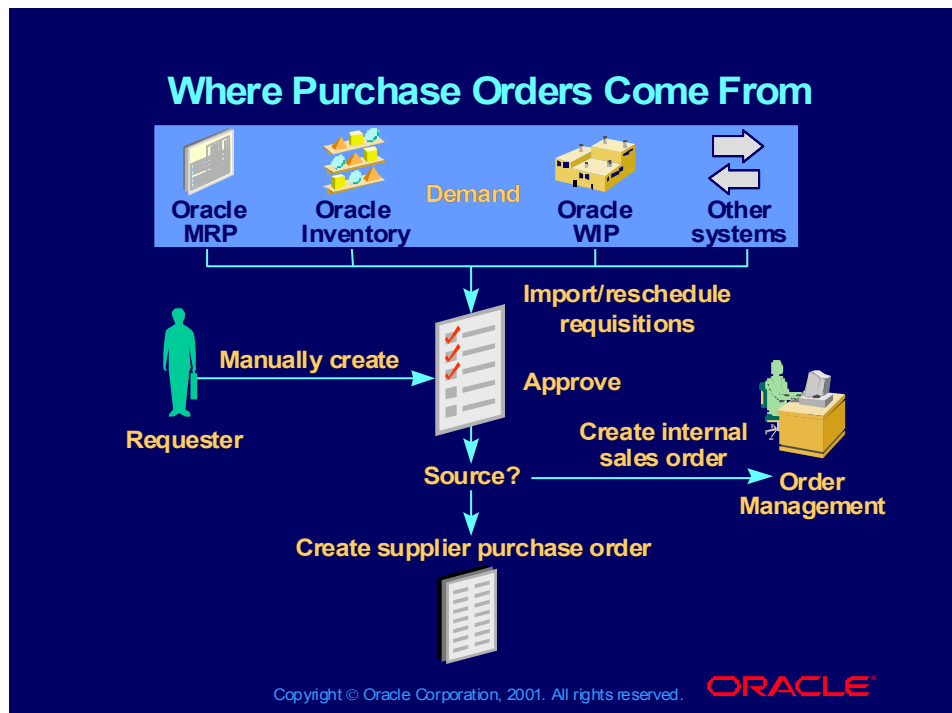 Where Purchase Orders Come From
Demand
Oracle
MRP
Oracle
Inventory
Oracle
WIP
Other
systems
Import/reschedule
requisitions
Manually create
Approve
Requester
Create internal
sales order
Source?
Order
Management
Create supplier purchase order
Copyright © Oracle Corporation, 2001. All rights reserved.
ORACLE®